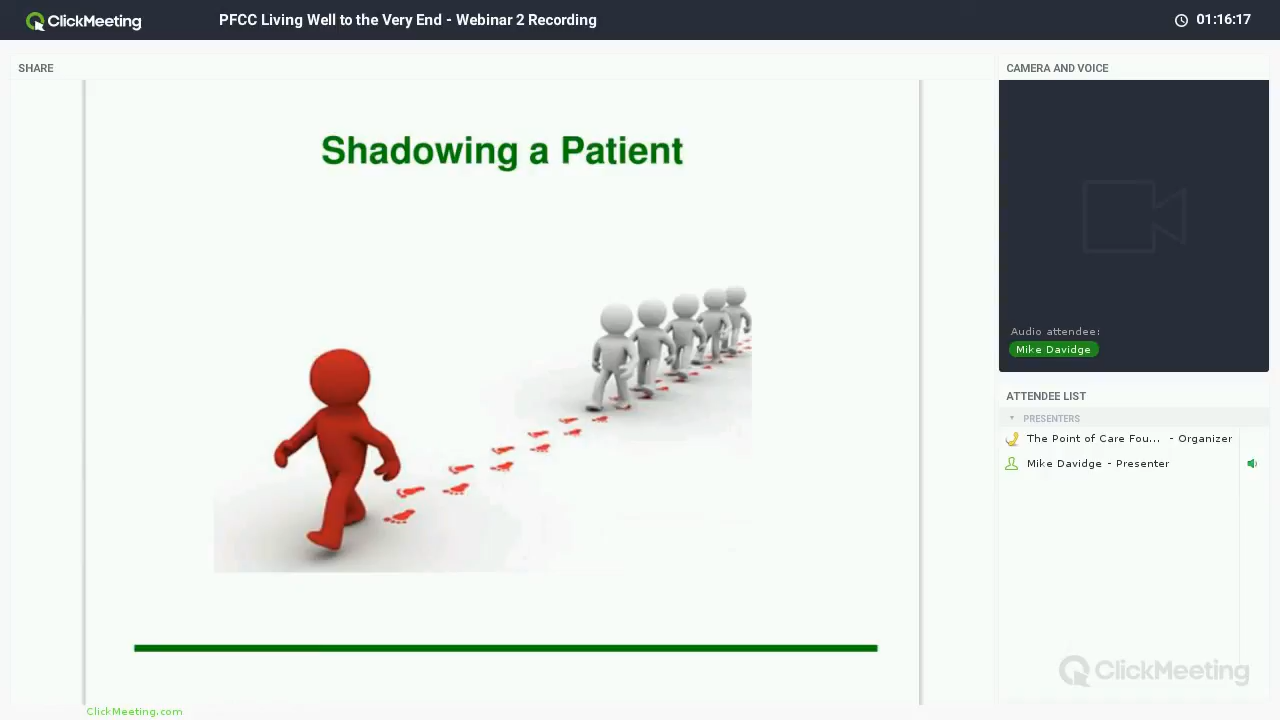 ClickMeeting
PFCC Living Well to the Very End - Webinar 2 Recording
01:16:17
SHARE
CAMERA AND VOICE
Shadowing a Patient
Audio attendee:
Mike Davidge
ATTENDEE LIST
PRESENTERS
The Point of Care Fou... - Organizer
Mike Davidge - Presenter
ClickMeeting
ClickMeeting.com